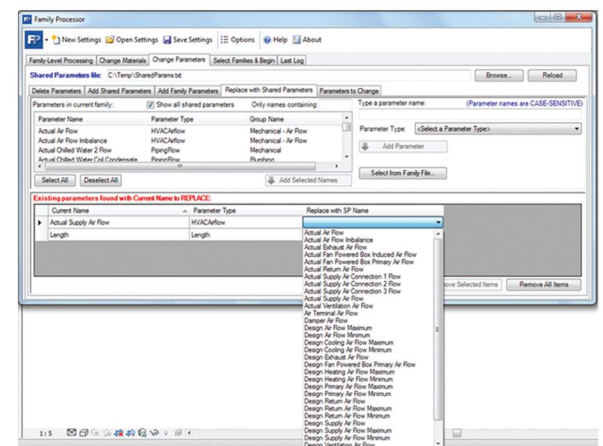 Family Processor
FP New Settings Open Settings Save Settings Options Help About
Family-Level Processing Change Materials Change Parameters Select Families & Begin Last Log
Shared Parameters file: C:\Temp\SharedParams.txt Browse... Reload
Delete Parameters Add Shared Parameters Add Family Parameters Replace with Shared Parameters Parameters to Change
Parameters in current family: Show all shared parameters Only names containing: Type a parameter name: (Parameter names are CASE-SENSITIVE)
Parameter Name Parameter Type Group Name
Actual Air Flow HVACAirflow Mechanical - Air Flow
Parameter Type: <Select a Parameter Type>
Actual Air Flow Imbalance HVACAirflow Mechanical - Air Flow
Actual Chilled Water 2 Flow PipingFlow Mechanical
Add Parameter
Actual Chilled Water Coil Condensate PipingFlow Plumbing
Select from Family File...
Select All Deselect All Add Selected Names
Existing parameters found with Current Name to REPLACE:
Current Name Parameter Type Replace with SP Name
Actual Supply Air Flow HVACAirflow
Length Length
Actual Air Flow
Actual Air Flow Imbalance
Actual Exhaust Air Flow
Actual Fan Powered Box Induced Air Flow
Actual Fan Powered Box Primary Air Flow
Actual Return Air Flow
Actual Supply Air Connection 1 Flow
Actual Supply Air Connection 2 Flow
Actual Supply Air Connection 3 Flow
Actual Supply Air Flow
Actual Ventilation Air Flow
Air Terminal Air Flow
Damper Air Flow
Design Air Flow Maximum
Design Air Flow Minimum
Design Cooling Air Flow Maximum
Design Cooling Air Flow Minimum
Design Exhaust Air Flow
Design Fan Powered Box Primary Air Flow
Design Heating Air Flow Maximum
Design Heating Air Flow Minimum
Design Primary Air Flow Maximum
Design Primary Air Flow Minimum
Design Return Air Flow
Design Return Air Flow Maximum
Design Return Air Flow Minimum
Design Supply Air Flow
Design Supply Air Flow Maximum
Design Supply Air Flow Minimum
Design Ventilation Air Flow
Selected Items Remove All Items
1:5